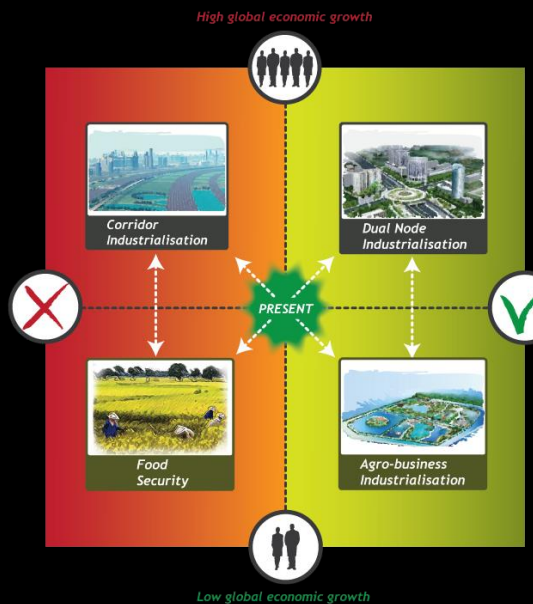 High global economic growth
Corridor
Industrialisation
Dual Node
Industrialisation
PRESENT
Food
Security
Agro-business
Industrialisation
Low global economic growth